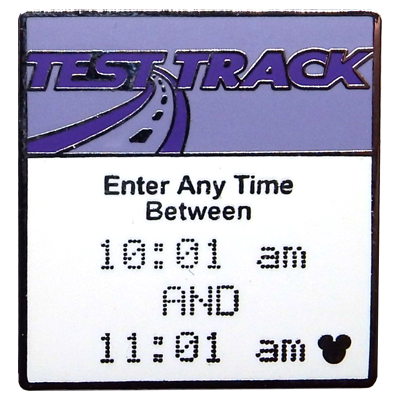 TEST TRACK
Enter Any Time
Between
10:01 am
AND
11:01 am